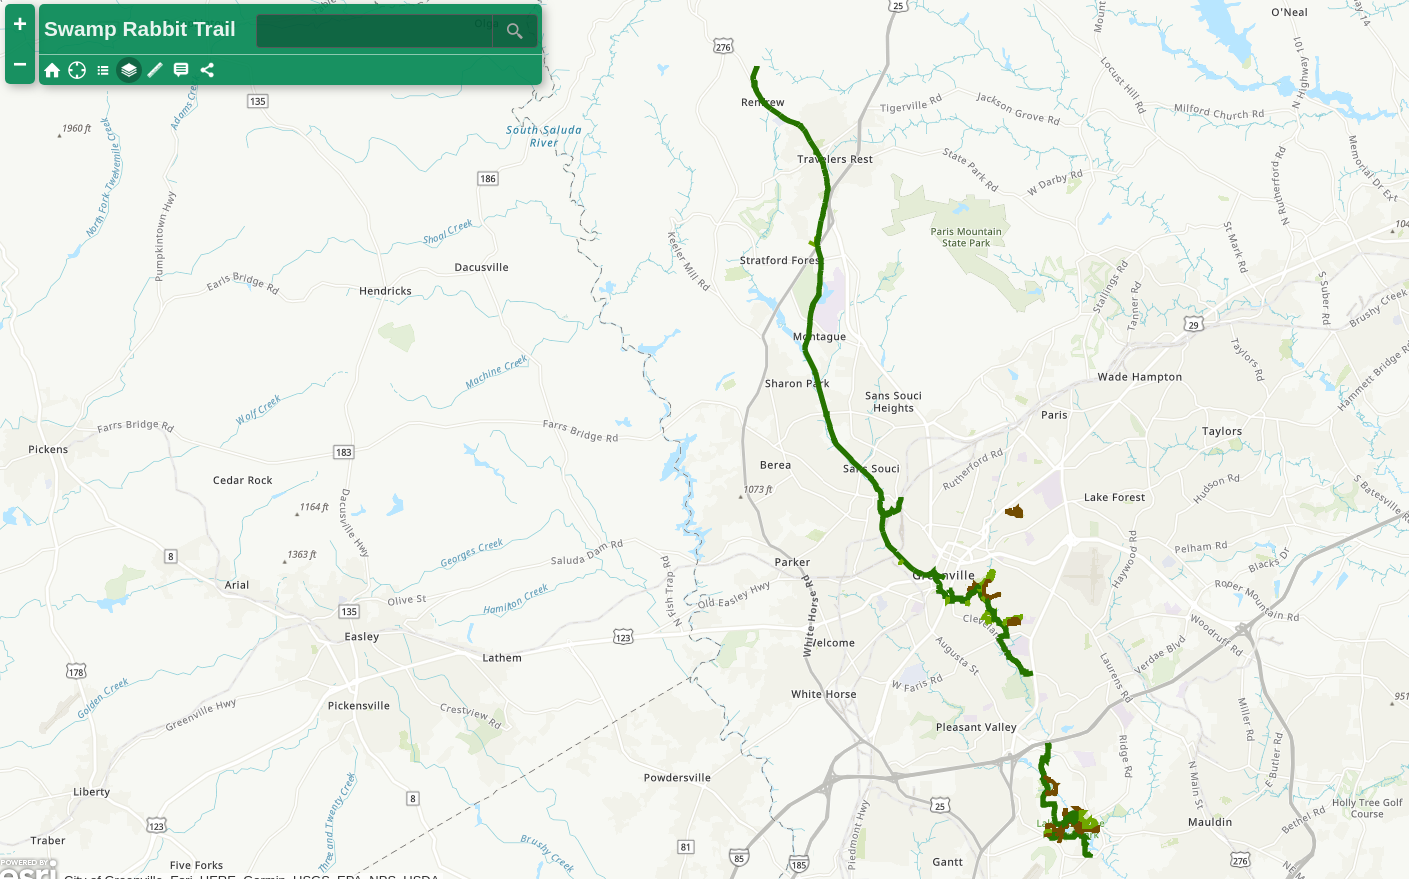 +
−
Swamp Rabbit Trail
25
O'Neal
276
135
1960 ft
Adams Cre
South Saluda
River
North Fork Twelvemile Creek
186
Pumpkintown Hwy
Shoal Creek
Dacusville
Earls Bridge Rd
Hendricks
Keeler Mill Rd
Renfrew
Travelers Rest
Tigerville Rd
Jackson Grove Rd
Locust Hill Rd
Mount
Milford Church Rd
N Highway 101
way 14
State Park Rd
W Darby Rd
N Rutherford Rd
Memorial Dr Ext
Paris Mountain
State Park
St Mark Rd
104
Stratford Forest
Stallings Rd
Tanner Rd
S Suber Rd
Brushy Creek
29
Montague
Taylors Rd
Hammett Bridge Rd
Machine Creek
Sharon Park
Sans Souci
Heights
Wade Hampton
Wolf Creek
Paris
Taylors
Farrs Bridge Rd
Farrs Bridge Rd
Pickens
183
Cedar Rock
Berea
Sans Souci
Rutherford Rd
1073 ft
Lake Forest
Hudson Rd
S Batesville Rd
1164 ft
Dacusville Hwy
1363 ft
8
Georges Creek
Saluda Dam Rd
Parker
Haywood Rd
Pelham Rd
Blacks Dr
Roper Mountain Rd
Arial
Greenville
N Fish Trap Rd
Old Easley Hwy
White Horse Rd
Olive St
Hamilton Creek
135
Easley
123
Welcome
Clevelan
Augusta St
Woodruff Rd
Verdae Blvd
Laurens Rd
Lathem
178
Golden Creek
W Faris Rd
White Horse
951
Greenville Hwy
Pickensville
Crestview Rd
Pleasant Valley
Miller Rd
Ridge Rd
E Butler Rd
N Main St
Powdersville
Liberty
8
25
Holly Tree Golf
Course
123
Three and Twenty Creek
Piedmont Hwy
Mauldin
Bethel Rd
Traber
Brushy Creek
81
85
185
Gantt
276
NE M
Five Forks
POWERED BY
esri
City of Greenville, Esri, HERE, Garmin, USGS, EPA, NPS, USDA